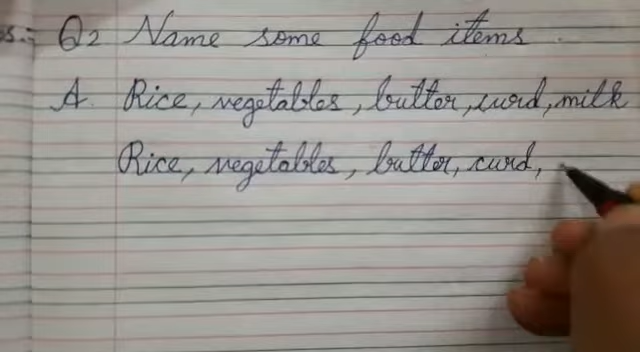 Q2 Name some food items.
A. Rice, vegetables, butter, curd, milk
Rice, vegetables, butter, curd,